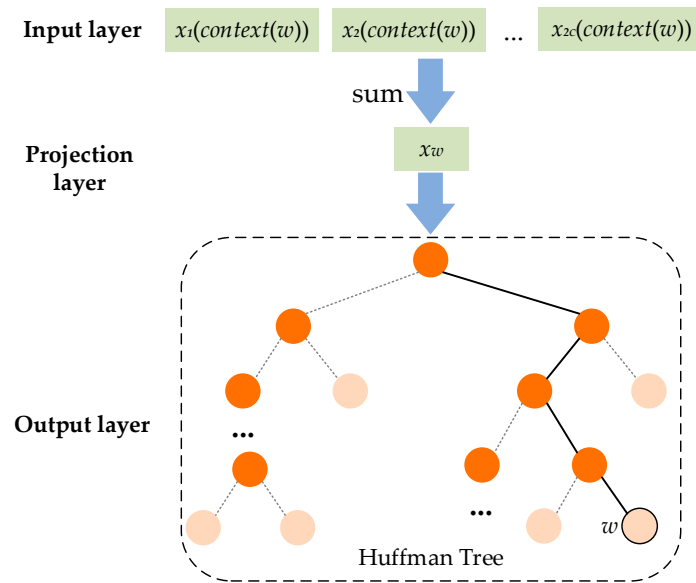 Input layer x₁(context(w)) x₂(context(w)) ... x₂c(context(w))
sum
Projection
layer
xw
Output layer
...
...
w
Huffman Tree